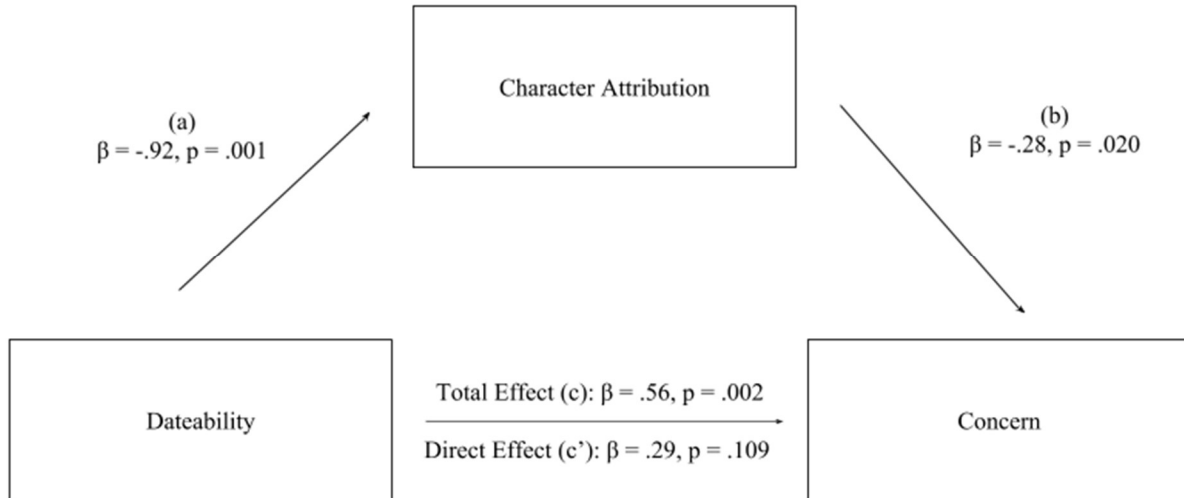 Character Attribution
(a)
β = -.92, p = .001
(b)
β = -.28, p = .020
Dateability
Total Effect (c): β = .56, p = .002
Direct Effect (c’): β = .29, p = .109
Concern